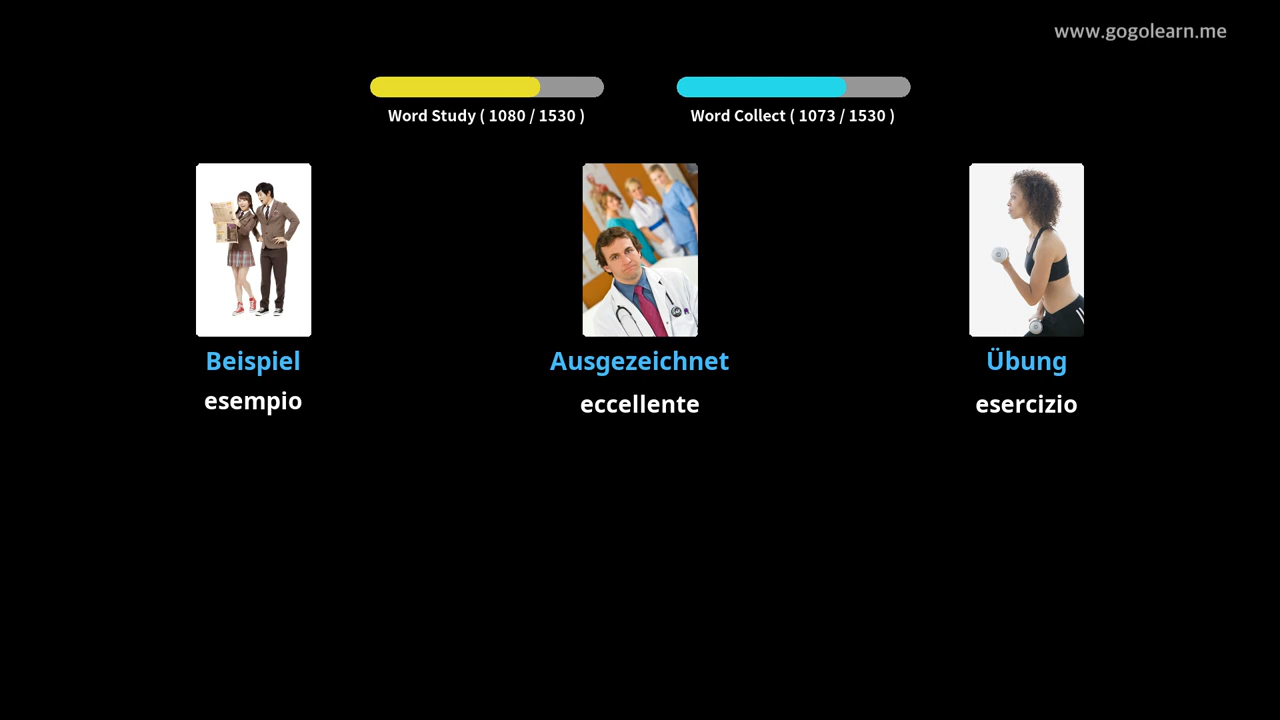 www.gogolearn.me
Word Study ( 1080 / 1530 )
Word Collect ( 1073 / 1530 )
Beispiel
esempio
Ausgezeichnet
eccellente
Übung
esercizio